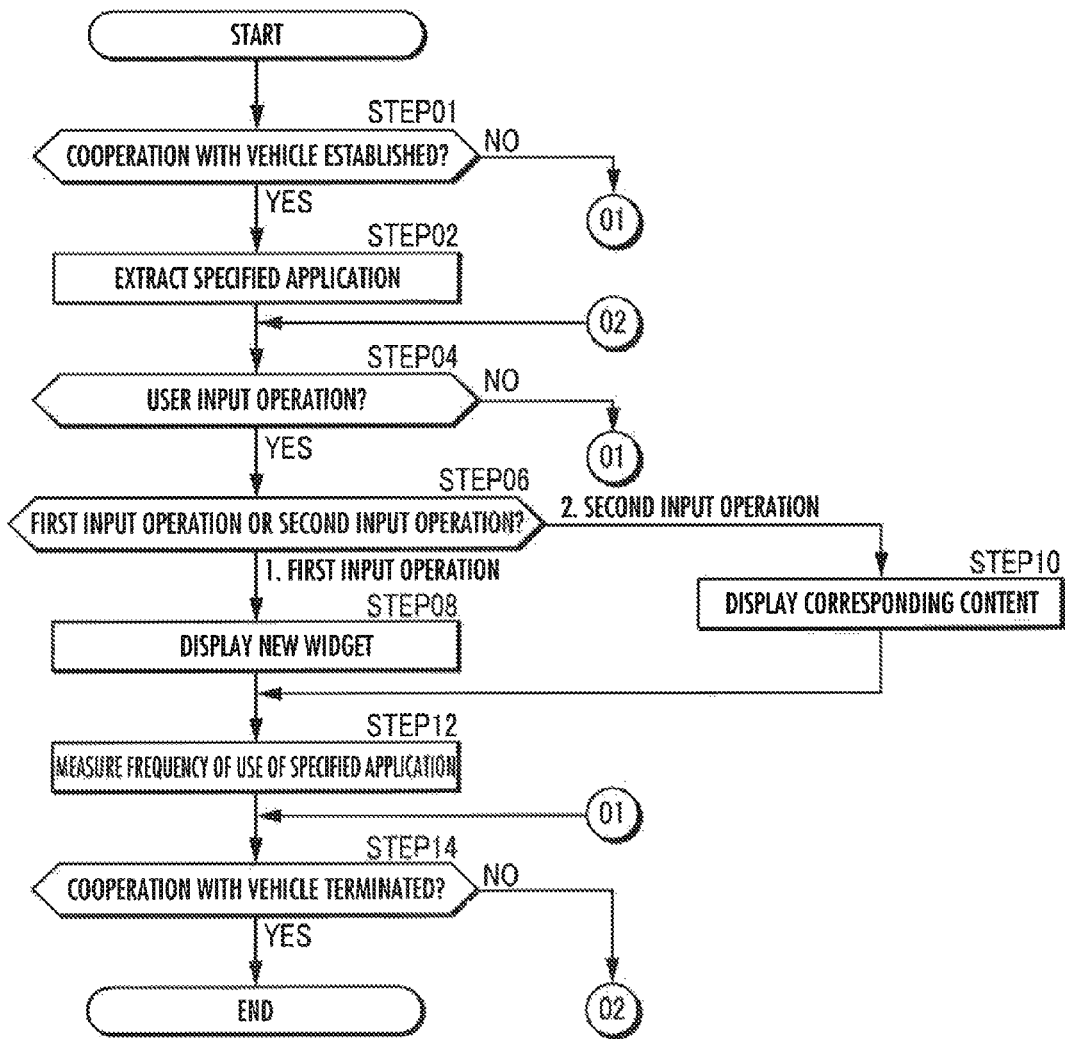 START
STEP01
COOPERATION WITH VEHICLE ESTABLISHED?
NO
01
YES
STEP02
EXTRACT SPECIFIED APPLICATION
02
STEP04
USER INPUT OPERATION?
NO
01
YES
STEP06
FIRST INPUT OPERATION OR SECOND INPUT OPERATION?
2. SECOND INPUT OPERATION
1. FIRST INPUT OPERATION
STEP10
DISPLAY CORRESPONDING CONTENT
STEP08
DISPLAY NEW WIDGET
STEP12
MEASURE FREQUENCY OF USE OF SPECIFIED APPLICATION
01
STEP14
COOPERATION WITH VEHICLE TERMINATED?
NO
YES
END
02